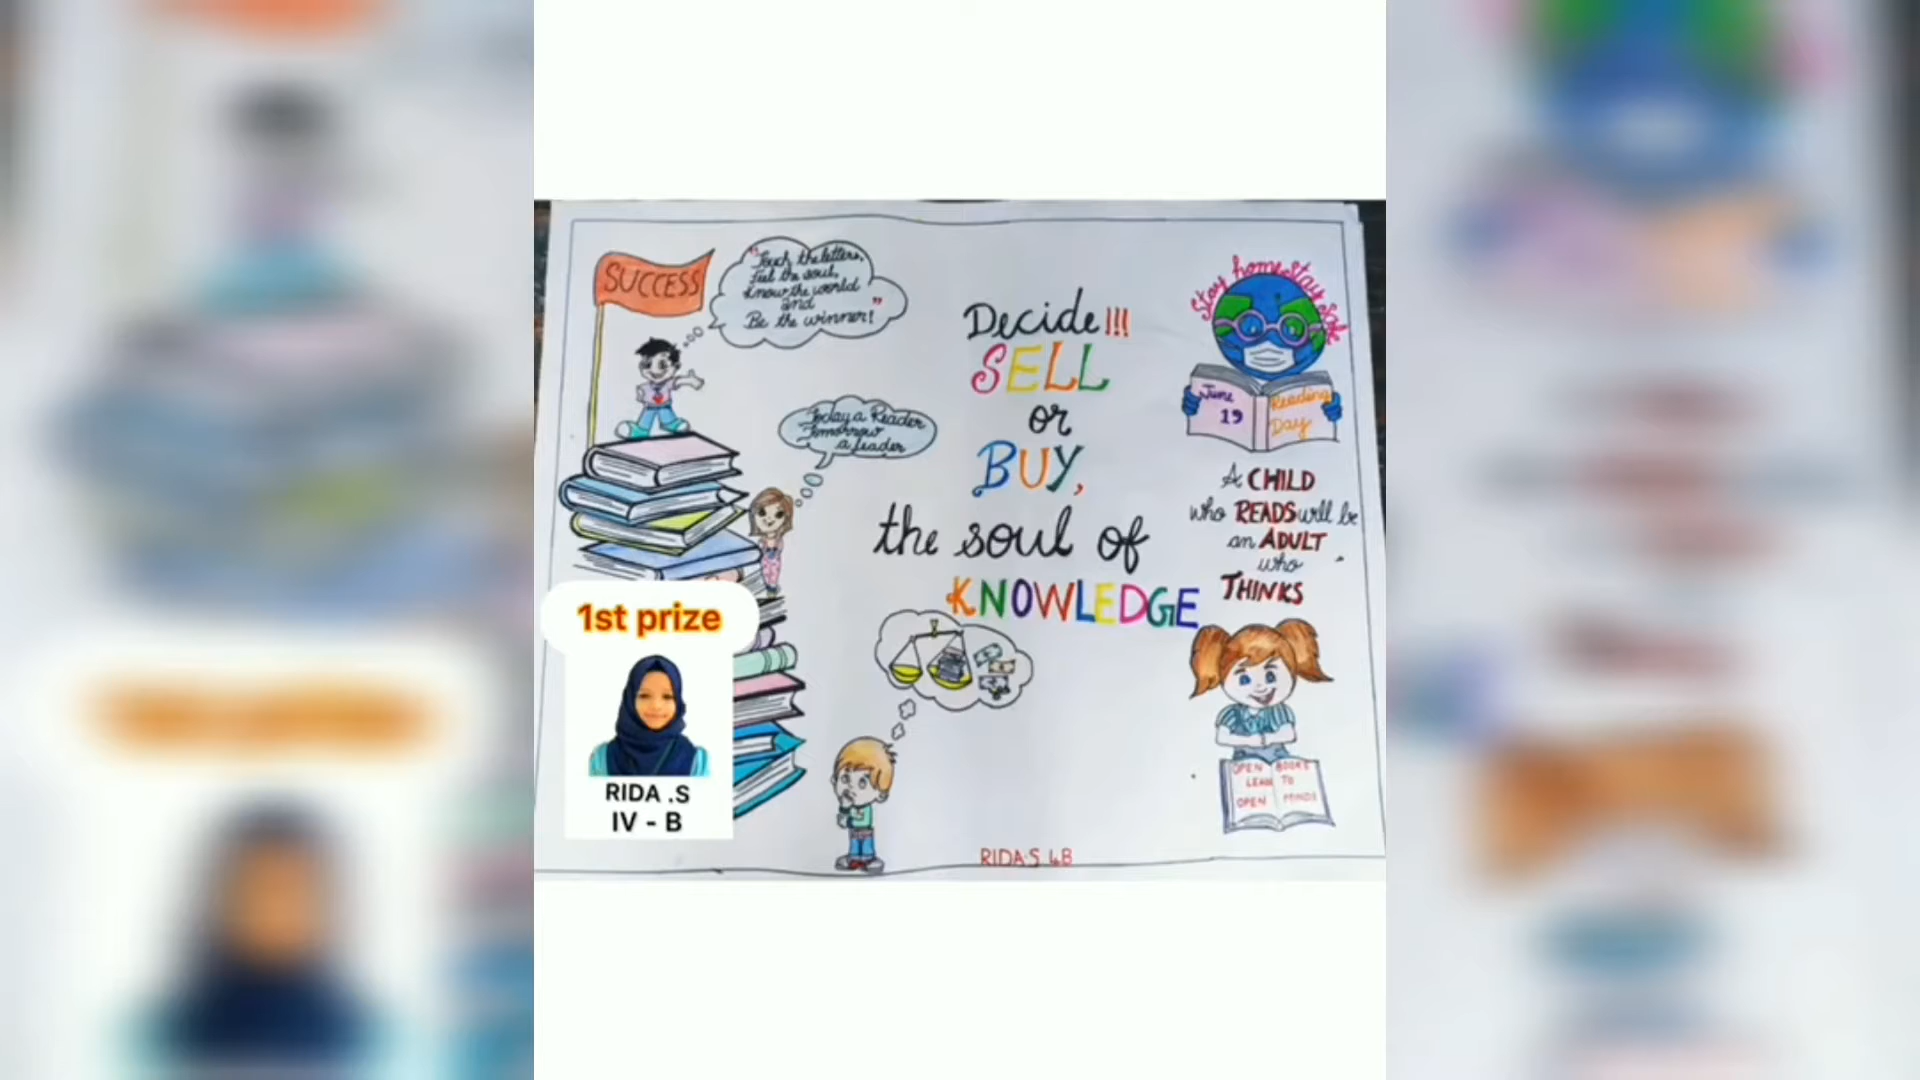 SUCCESS
"Touch the letters,
Feel the soul,
Know the world
and
Be the winner!"
Today a Reader
Tomorrow
a Leader
Decide!!!
SELL
or
BUY,
the soul of
KNOWLEDGE
Stay home stay safe
June
19
Reading
Day
A CHILD
who READS will be
an ADULT
who
THINKS
OPEN BOOKS
LEAD TO
OPEN MINDS
1st prize
RIDA .S
IV - B
RIDA.S 4B